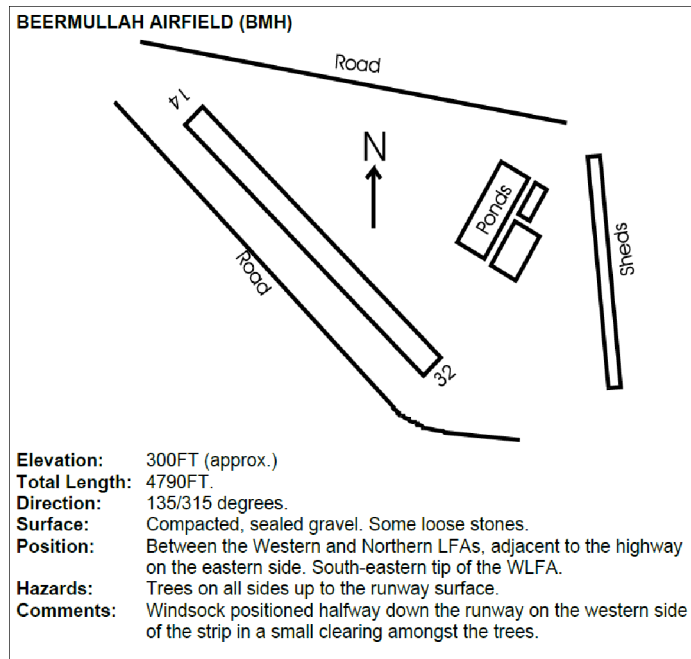 BEERMULLAH AIRFIELD (BMH)
Road
14
N
Ponds
Sheds
Road
32
Elevation: 300FT (approx.)
Total Length: 4790FT.
Direction: 135/315 degrees.
Surface: Compacted, sealed gravel. Some loose stones.
Position: Between the Western and Northern LFAs, adjacent to the highway
on the eastern side. South-eastern tip of the WLFA.
Hazards: Trees on all sides up to the runway surface.
Comments: Windsock positioned halfway down the runway on the western side
of the strip in a small clearing amongst the trees.